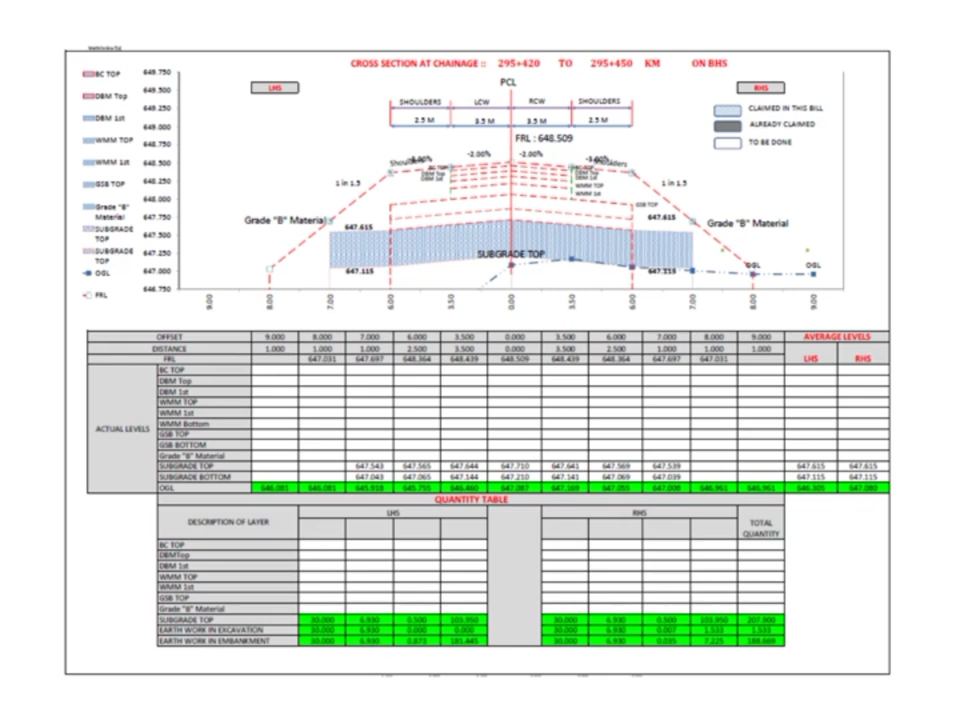 CROSS SECTION AT CHAINAGE :: 295+420 TO 295+450 KM ON BHS
BC TOP
DBM Top
DBM 1st
WMM TOP
WMM 1st
GSB TOP
Grade "B" Material
SUBGRADE TOP
SUBGRADE TOP
OGL
FRL
649.750
649.500
649.250
649.000
648.750
648.500
648.250
648.000
647.750
647.500
647.250
647.000
646.750
LHS
PCL
RHS
SHOULDERS LCW RCW SHOULDERS
2.5 M 3.5 M 3.5 M 2.5 M
CLAIMED IN THIS BILL
ALREADY CLAIMED
TO BE DONE
FRL : 648.509
-2.00% -2.00%
DBM Top
DBM 1st
DBM Top
DBM 1st
WMM TOP
WMM 1st
1 in 1.5 1 in 1.5
GSB TOP
Grade "B" Material 647.615 647.615 Grade "B" Material
SUBGRADE TOP
647.115 647.115 OGL OGL
9.00 8.00 7.00 6.00 3.50 0.00 3.50 6.00 7.00 8.00 9.00
OFFSET 9.000 8.000 7.000 6.000 3.500 0.000 3.500 6.000 7.000 8.000 9.000 AVERAGE LEVELS
DISTANCE 1.000 1.000 1.000 2.500 3.500 0.000 3.500 2.500 1.000 1.000 1.000 LHS RHS
FRL 647.031 647.697 648.364 648.439 648.509 648.439 648.364 647.697 647.031
ACTUAL LEVELS
BC TOP
DBM Top
DBM 1st
WMM TOP
WMM 1st
WMM Bottom
GSB TOP
GSB BOTTOM
Grade "B" Material
SUBGRADE TOP 647.543 647.565 647.644 647.710 647.641 647.569 647.539 647.615 647.615
SUBGRADE BOTTOM 647.043 647.065 647.144 647.210 647.141 647.069 647.039 647.115 647.115
OGL 646.081 646.081 646.961 646.961
QUANTITY TABLE
DESCRIPTION OF LAYER LHS RHS TOTAL QUANTITY
BC TOP
DBMTop
DBM 1st
WMM TOP
WMM 1st
GSB TOP
Grade "B" Material
SUBGRADE TOP 30.000 6.930 0.500 103.950 30.000 6.930 0.500 103.950 207.900
EARTH WORK IN EXCAVATION 30.000 6.930 0.000 0.000 30.000 6.930 0.007 1.533 1.533
EARTH WORK IN EMBANKMENT 30.000 6.930 0.873 181.445 30.000 6.930 0.035 7.225 188.669